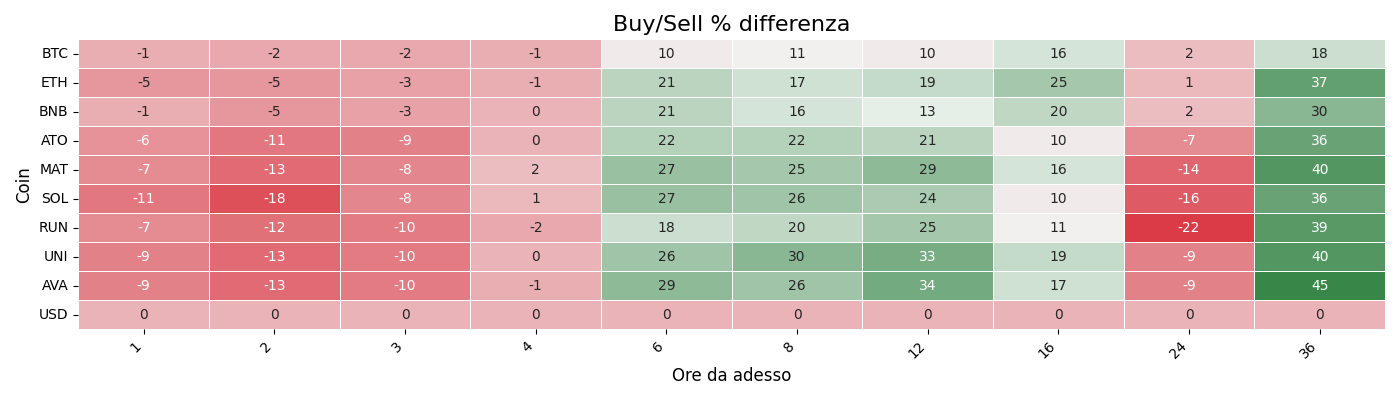 Buy/Sell % differenza
Coin
BTC -1 -2 -2 -1 10 11 10 16 2 18
ETH -5 -5 -3 -1 21 17 19 25 1 37
BNB -1 -5 -3 0 21 16 13 20 2 30
ATO -6 -11 -9 0 22 22 21 10 -7 36
MAT -7 -13 -8 2 27 25 29 16 -14 40
SOL -11 -18 -8 1 27 26 24 10 -16 36
RUN -7 -12 -10 -2 18 20 25 11 -22 39
UNI -9 -13 -10 0 26 30 33 19 -9 40
AVA -9 -13 -10 -1 29 26 34 17 -9 45
USD 0 0 0 0 0 0 0 0 0 0
1 2 3 4 6 8 12 16 24 36
Ore da adesso